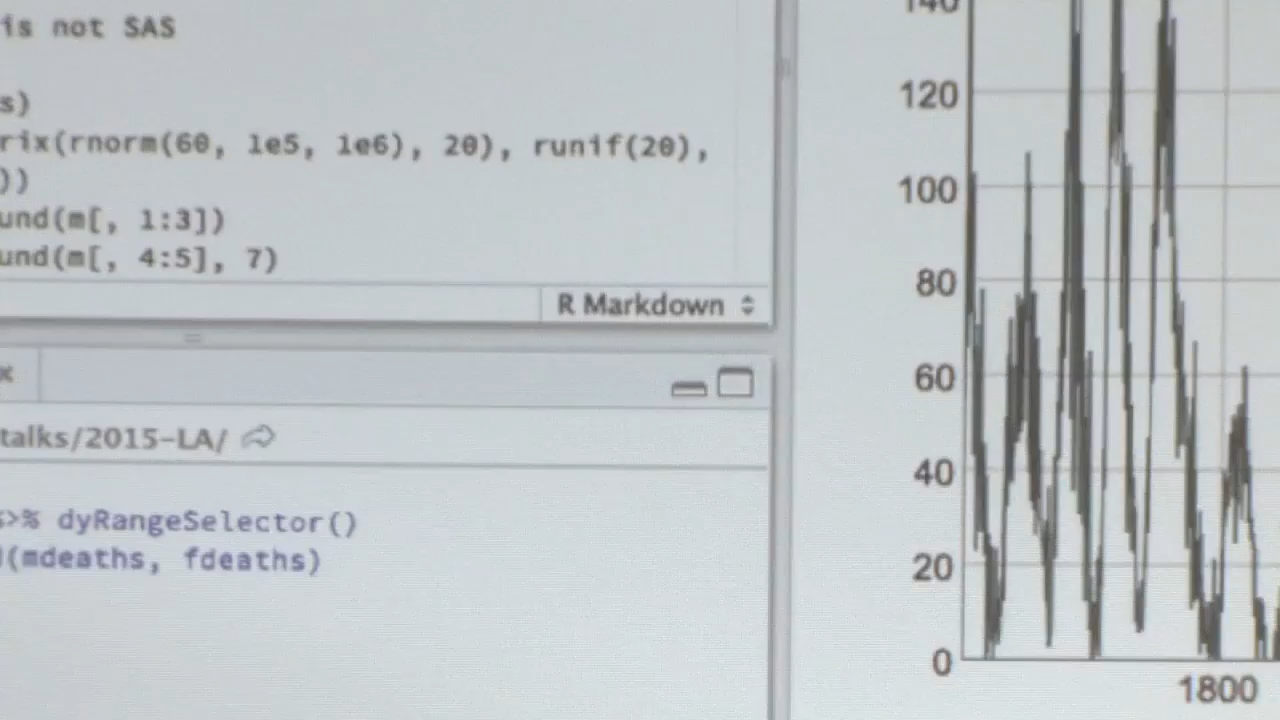 is not SAS
s)
rix(rnorm(60, 1e5, 1e6), 20), runif(20),
))
und(m[, 1:3])
und(m[, 4:5], 7)
R Markdown
talks/2015-LA/
>% dyRangeSelector()
(mdeaths, fdeaths)
140
120
100
80
60
40
20
0
1800